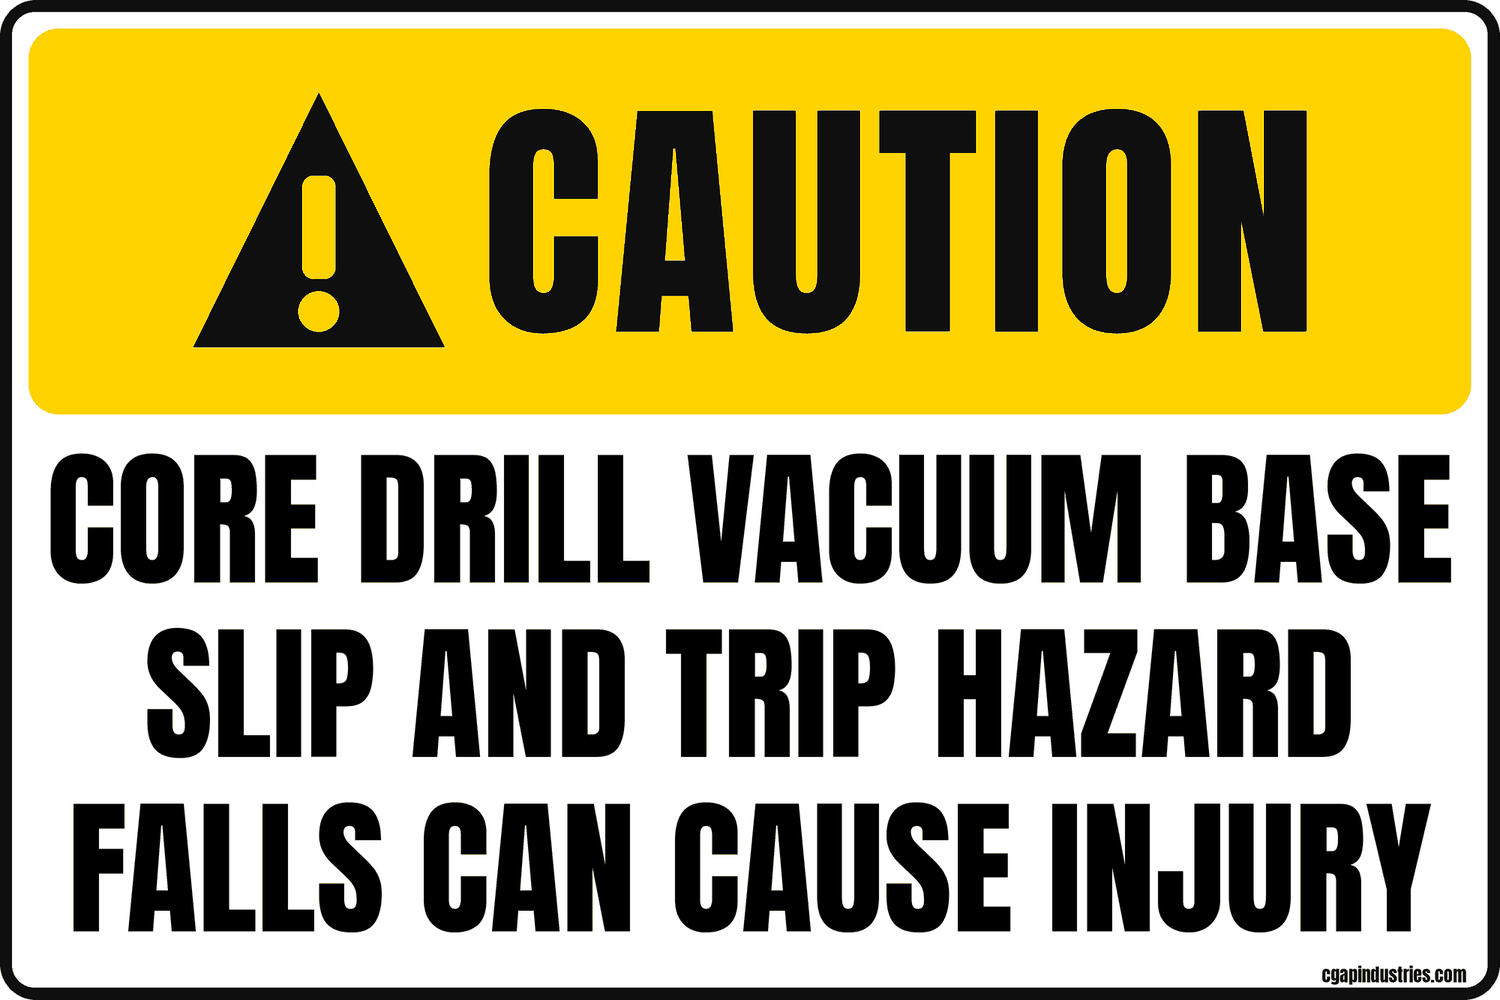 CAUTION
CORE DRILL VACUUM BASE
SLIP AND TRIP HAZARD
FALLS CAN CAUSE INJURY
cgapindustries.com